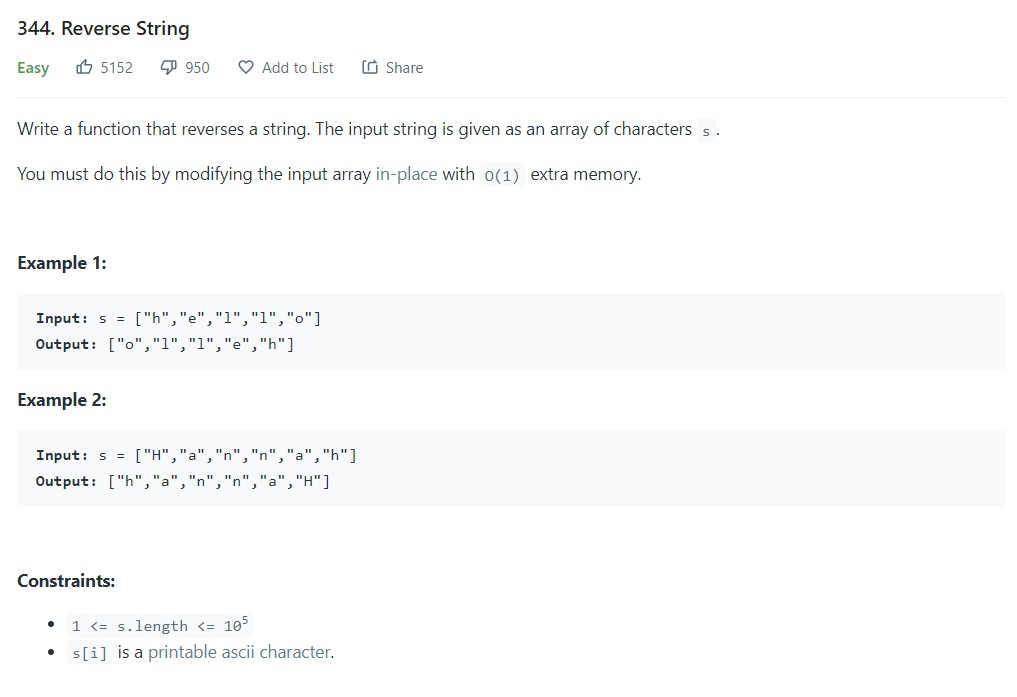 344. Reverse String
Easy 5152 950 Add to List Share
Write a function that reverses a string. The input string is given as an array of characters s .
You must do this by modifying the input array in-place with O(1) extra memory.
Example 1:
Input: s = ["h","e","l","l","o"]
Output: ["o","l","l","e","h"]
Example 2:
Input: s = ["H","a","n","n","a","h"]
Output: ["h","a","n","n","a","H"]
Constraints:
• 1 <= s.length <= 10⁵
• s[i] is a printable ascii character.